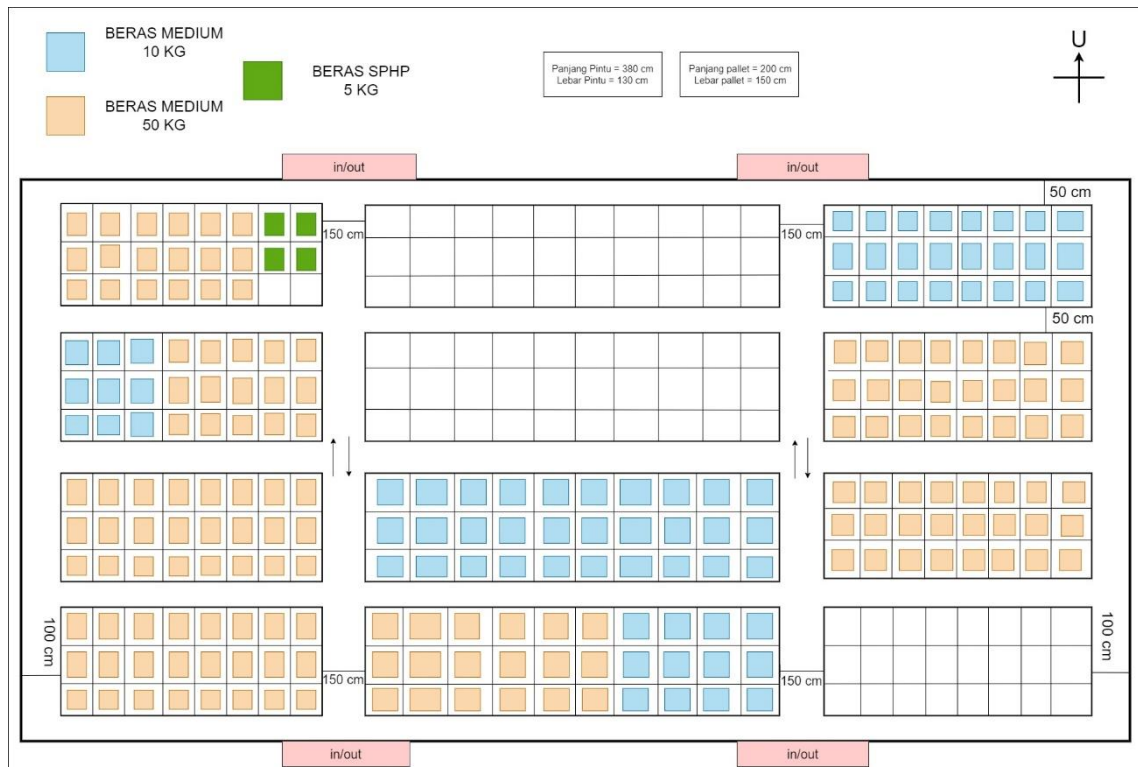 BERAS MEDIUM
10 KG
BERAS SPHP
5 KG
BERAS MEDIUM
50 KG
Panjang Pintu = 380 cm
Lebar Pintu = 130 cm
Panjang pallet = 200 cm
Lebar pallet = 150 cm
U
in/out
in/out
50 cm
150 cm
150 cm
50 cm
100 cm
150 cm
150 cm
100 cm
in/out
in/out